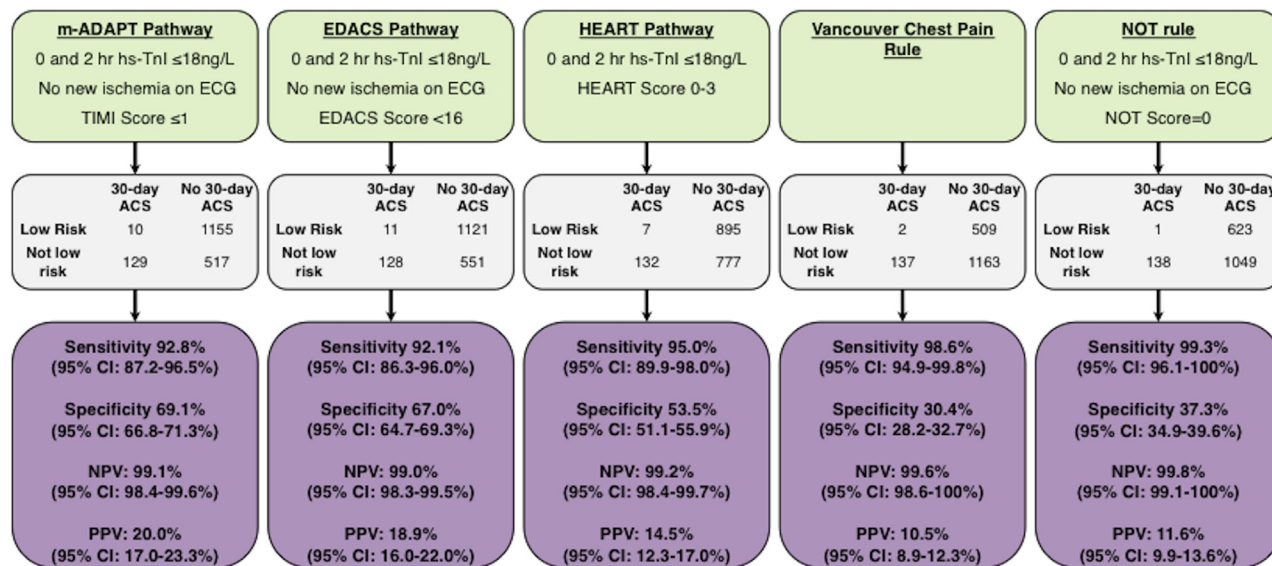 m-ADAPT Pathway
0 and 2 hr hs-TnI ≤18ng/L
No new ischemia on ECG
TIMI Score ≤1
EDACS Pathway
0 and 2 hr hs-TnI ≤18ng/L
No new ischemia on ECG
EDACS Score <16
HEART Pathway
0 and 2 hr hs-TnI ≤18ng/L
HEART Score 0-3
Vancouver Chest Pain
Rule
NOT rule
0 and 2 hr hs-TnI ≤18ng/L
No new ischemia on ECG
NOT Score=0
30-day No 30-day
ACS ACS
Low Risk 10 1155
Not low
risk 129 517
30-day No 30-day
ACS ACS
Low Risk 11 1121
Not low
risk 128 551
30-day No 30-day
ACS ACS
Low Risk 7 895
Not low
risk 132 777
30-day No 30-day
ACS ACS
Low Risk 2 509
Not low
risk 137 1163
30-day No 30-day
ACS ACS
Low Risk 1 623
Not low
risk 138 1049
Sensitivity 92.8%
(95% CI: 87.2-96.5%)
Specificity 69.1%
(95% CI: 66.8-71.3%)
NPV: 99.1%
(95% CI: 98.4-99.6%)
PPV: 20.0%
(95% CI: 17.0-23.3%)
Sensitivity 92.1%
(95% CI: 86.3-96.0%)
Specificity 67.0%
(95% CI: 64.7-69.3%)
NPV: 99.0%
(95% CI: 98.3-99.5%)
PPV: 18.9%
(95% CI: 16.0-22.0%)
Sensitivity 95.0%
(95% CI: 89.9-98.0%)
Specificity 53.5%
(95% CI: 51.1-55.9%)
NPV: 99.2%
(95% CI: 98.4-99.7%)
PPV: 14.5%
(95% CI: 12.3-17.0%)
Sensitivity 98.6%
(95% CI: 94.9-99.8%)
Specificity 30.4%
(95% CI: 28.2-32.7%)
NPV: 99.6%
(95% CI: 98.6-100%)
PPV: 10.5%
(95% CI: 8.9-12.3%)
Sensitivity 99.3%
(95% CI: 96.1-100%)
Specificity 37.3%
(95% CI: 34.9-39.6%)
NPV: 99.8%
(95% CI: 99.1-100%)
PPV: 11.6%
(95% CI: 9.9-13.6%)